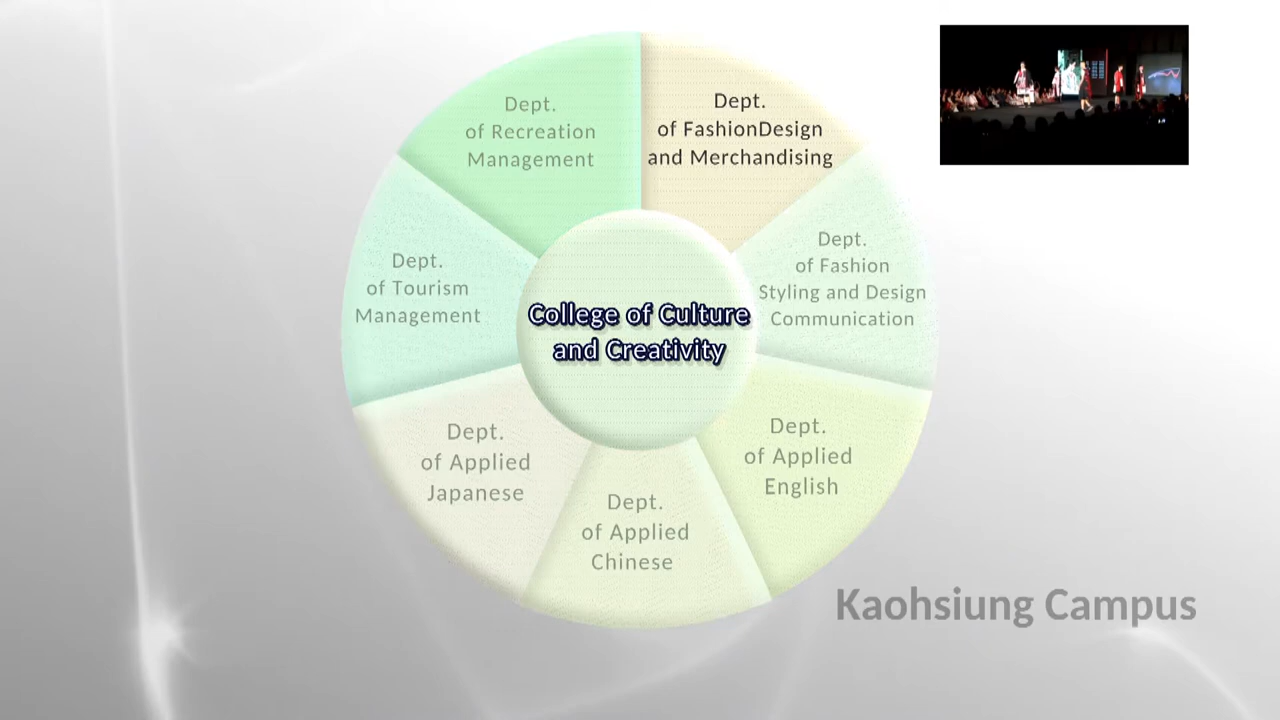 Dept.
of Recreation
Management
Dept.
of FashionDesign
and Merchandising
Dept.
of Fashion
Styling and Design
Communication
Dept.
of Tourism
Management
College of Culture
and Creativity
Dept.
of Applied
Japanese
Dept.
of Applied
Chinese
Dept.
of Applied
English
Kaohsiung Campus